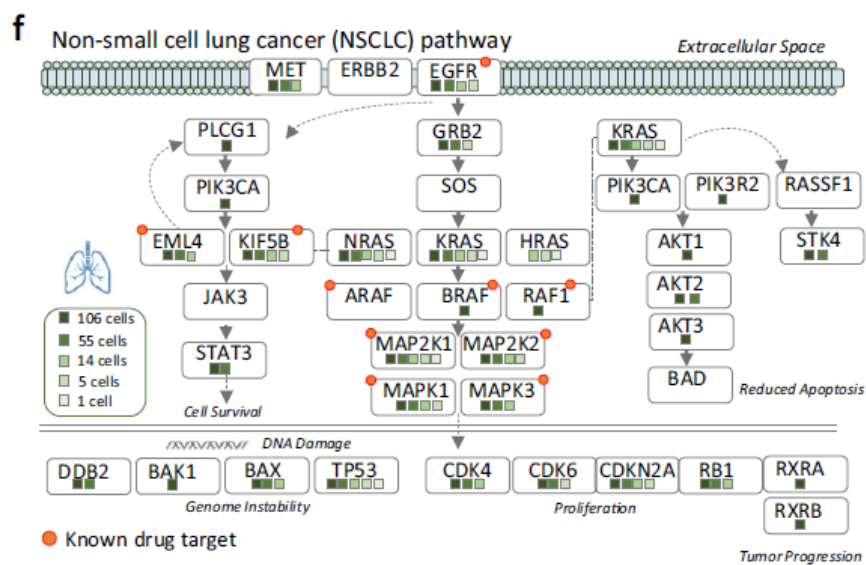 f
Non-small cell lung cancer (NSCLC) pathway
Extracellular Space
MET
ERBB2
EGFR
PLCG1
GRB2
KRAS
PIK3CA
SOS
PIK3CA
PIK3R2
RASSF1
EML4
KIF5B
NRAS
KRAS
HRAS
AKT1
STK4
JAK3
ARAF
BRAF
RAF1
AKT2
106 cells
55 cells
14 cells
5 cells
1 cell
STAT3
MAP2K1
MAP2K2
AKT3
MAPK1
MAPK3
BAD
Reduced Apoptosis
Cell Survival
DNA Damage
DDB2
BAK1
BAX
TP53
CDK4
CDK6
CDKN2A
RB1
RXRA
Genome Instability
Proliferation
RXRB
Known drug target
Tumor Progression